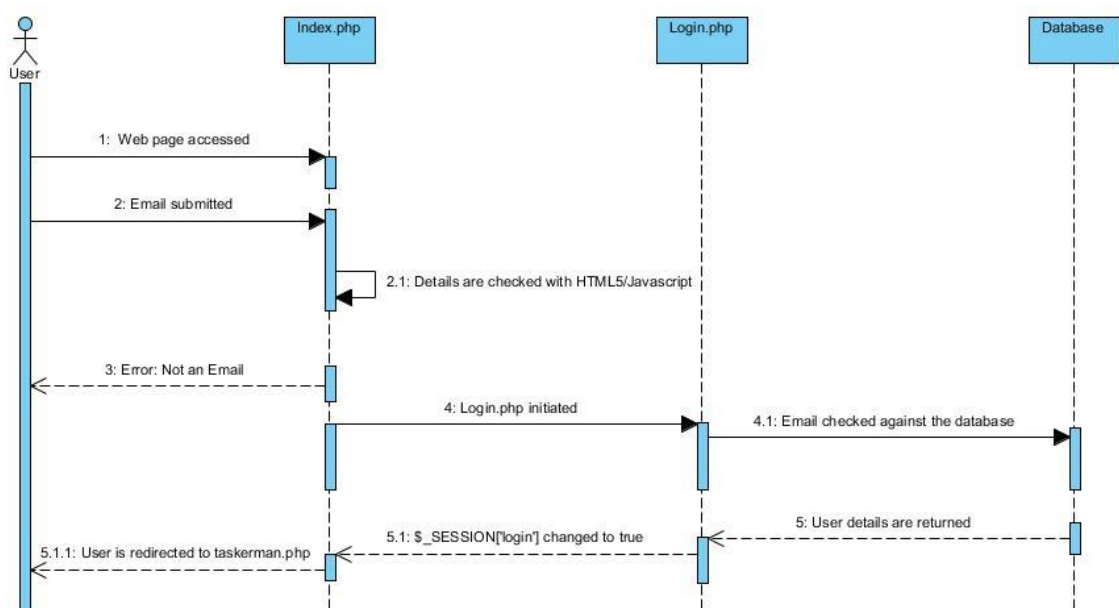 Index.php
Login.php
Database
User
1: Web page accessed
2: Email submitted
2.1: Details are checked with HTML5/Javascript
3: Error: Not an Email
4: Login.php initiated
4.1: Email checked against the database
5: User details are returned
5.1: $_SESSION['login'] changed to true
5.1.1: User is redirected to taskerman.php